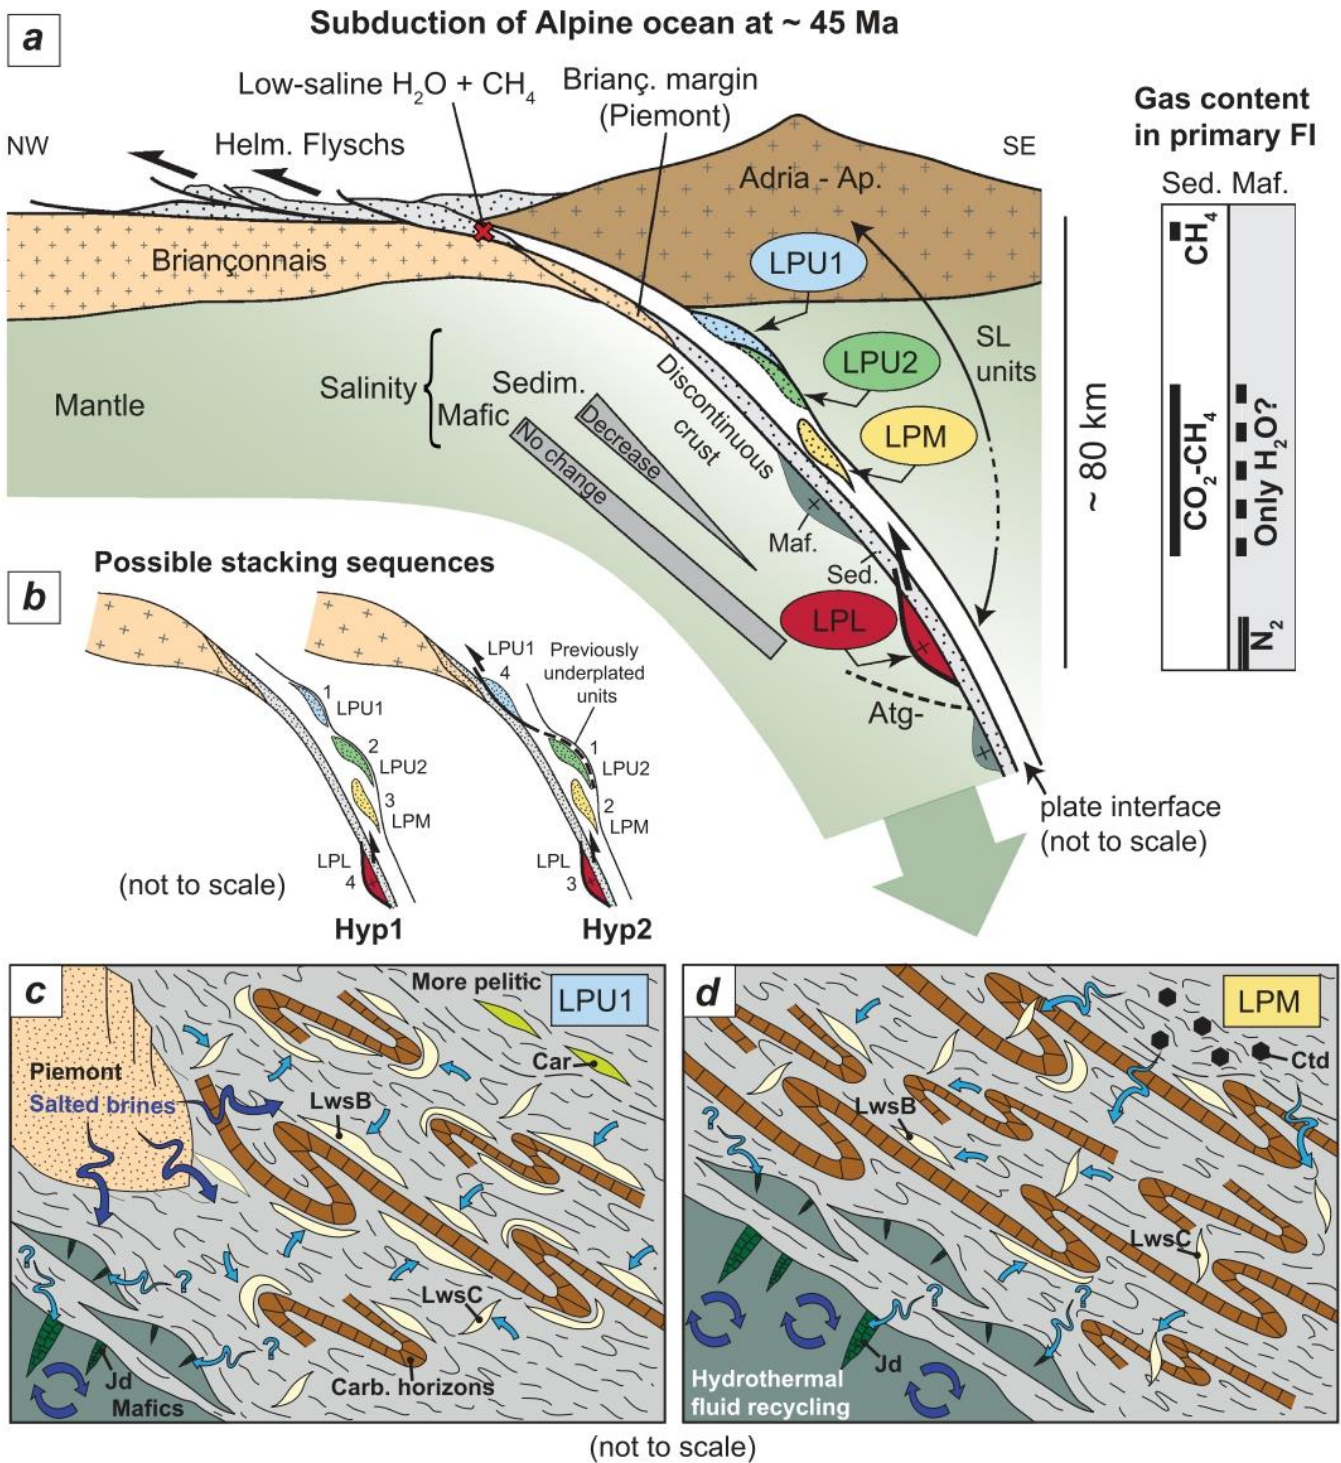 a
Subduction of Alpine ocean at ~ 45 Ma
Low-saline H2O + CH4
Brianç. margin
(Piemont)
NW
Helm. Flyschs
SE
Adria - Ap.
Briançonnais
LPU1
LPU2
LPM
LPL
SL
units
Mantle
Salinity
Sedim.
Mafic
Decrease
No change
Discontinuous
crust
Maf.
Sed.
Atg-
~ 80 km
plate interface
(not to scale)
Gas content
in primary FI
Sed. Maf.
CH4
CO2-CH4
Only H2O?
N2
b
Possible stacking sequences
1
LPU1
2
LPU2
3
LPM
LPL
4
Hyp1
(not to scale)
LPU1
4
Previously
underplated
units
1
LPU2
2
LPM
LPL
3
Hyp2
c
More pelitic
LPU1
Piemont
Salted brines
Car
LwsB
LwsC
?
?
?
Jd
Mafics
Carb. horizons
d
LPM
Ctd
LwsB
?
LwsC
?
?
Jd
Hydrothermal
fluid recycling
(not to scale)